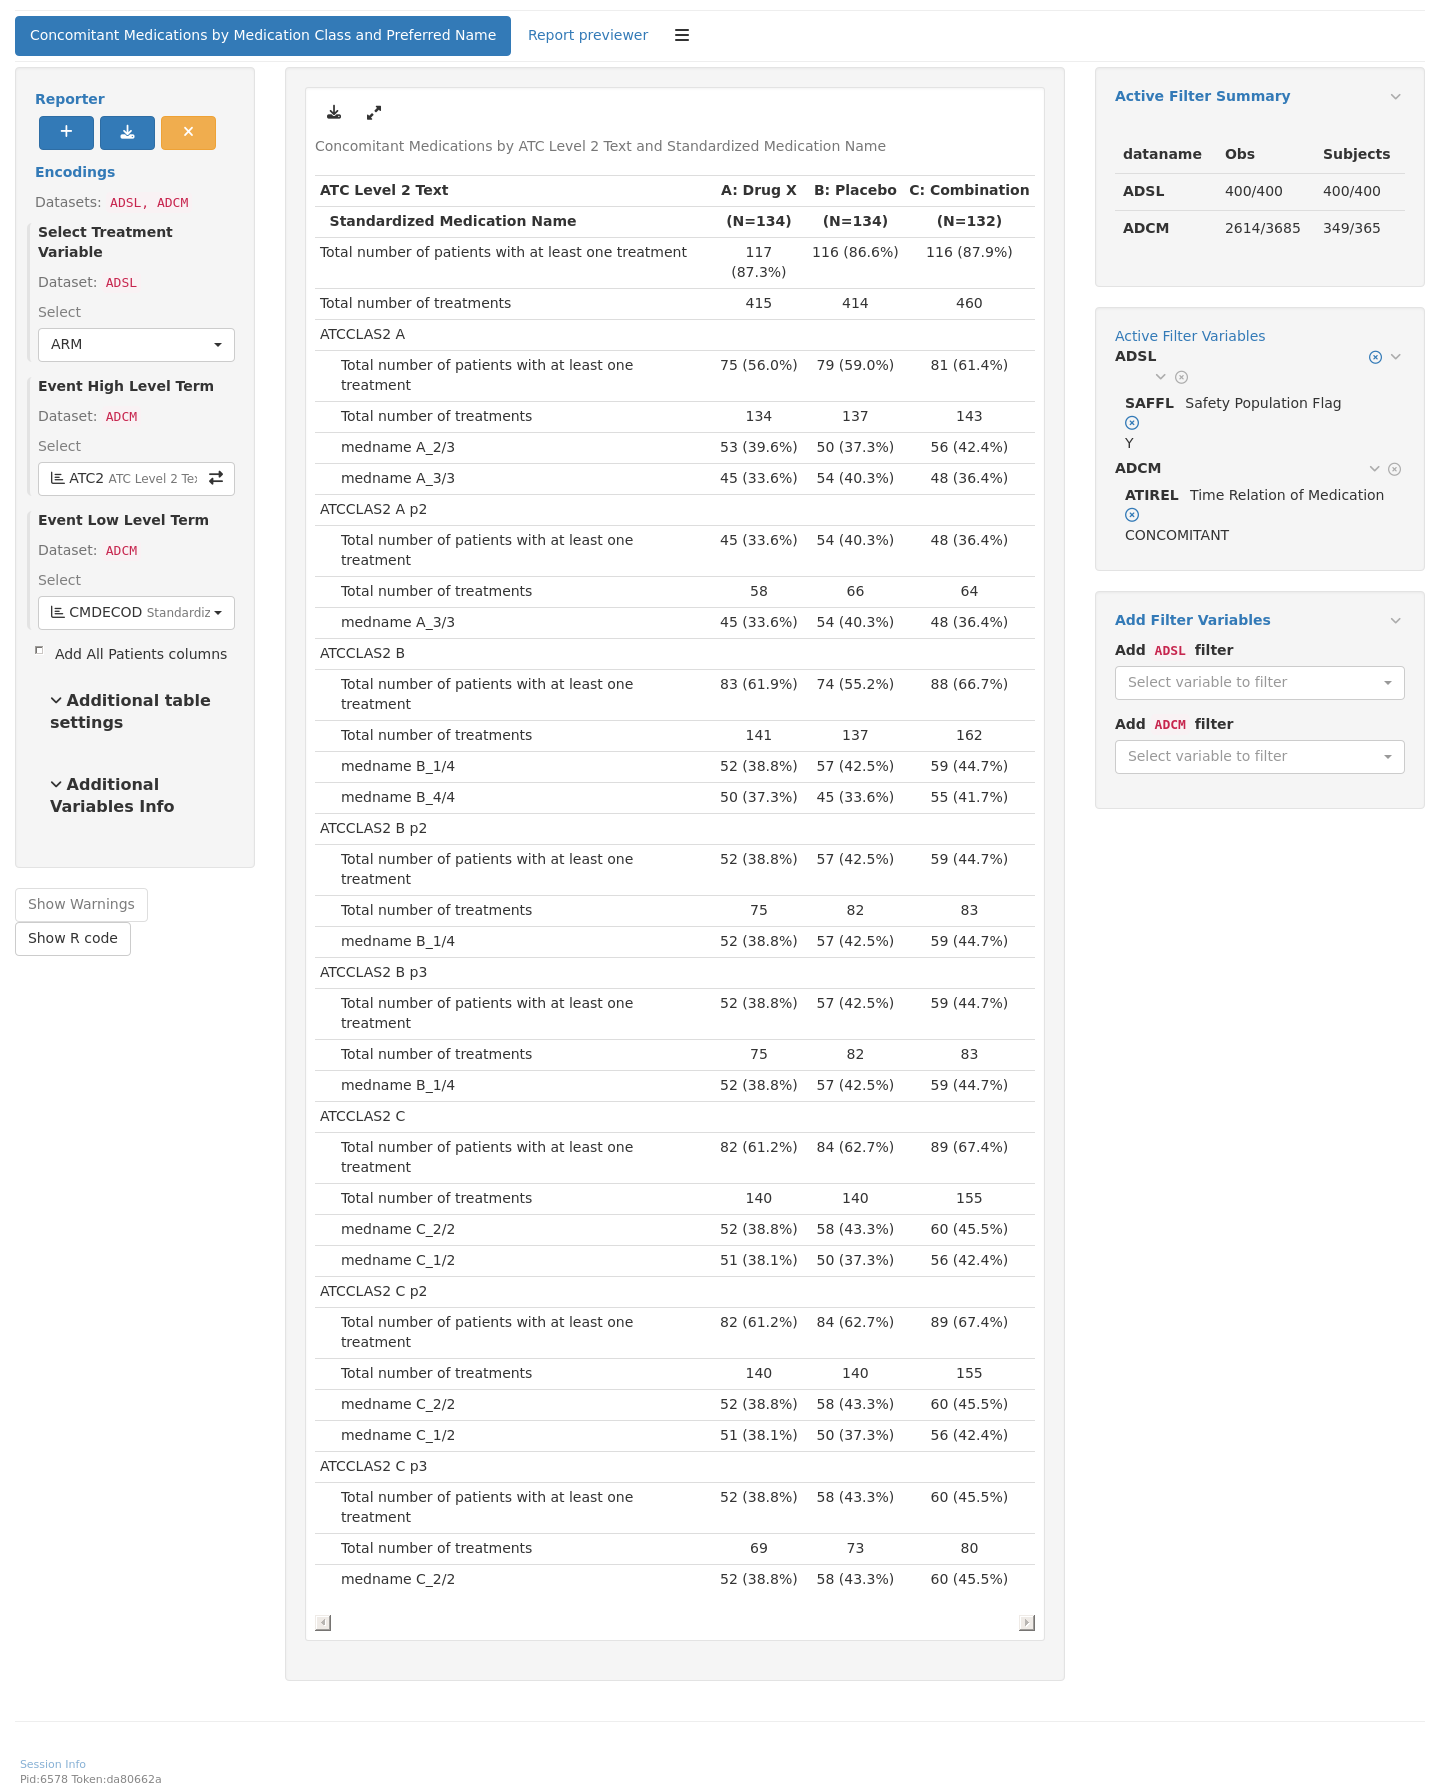 Concomitant Medications by Medication Class and Preferred Name Report previewer
Reporter
Encodings
Datasets: ADSL, ADCM
Select Treatment
Variable
Dataset: ADSL
Select
ARM
Event High Level Term
Dataset: ADCM
Select
ATC2 ATC Level 2 Tex
Event Low Level Term
Dataset: ADCM
Select
CMDECOD Standardiz
Add All Patients columns
Additional table
settings
Additional
Variables Info
Show Warnings
Show R code
Concomitant Medications by ATC Level 2 Text and Standardized Medication Name
ATC Level 2 Text A: Drug X B: Placebo C: Combination
Standardized Medication Name (N=134) (N=134) (N=132)
Total number of patients with at least one treatment 117 116 (86.6%) 116 (87.9%)
(87.3%)
Total number of treatments 415 414 460
ATCCLAS2 A
Total number of patients with at least one 75 (56.0%) 79 (59.0%) 81 (61.4%)
treatment
Total number of treatments 134 137 143
medname A_2/3 53 (39.6%) 50 (37.3%) 56 (42.4%)
medname A_3/3 45 (33.6%) 54 (40.3%) 48 (36.4%)
ATCCLAS2 A p2
Total number of patients with at least one 45 (33.6%) 54 (40.3%) 48 (36.4%)
treatment
Total number of treatments 58 66 64
medname A_3/3 45 (33.6%) 54 (40.3%) 48 (36.4%)
ATCCLAS2 B
Total number of patients with at least one 83 (61.9%) 74 (55.2%) 88 (66.7%)
treatment
Total number of treatments 141 137 162
medname B_1/4 52 (38.8%) 57 (42.5%) 59 (44.7%)
medname B_4/4 50 (37.3%) 45 (33.6%) 55 (41.7%)
ATCCLAS2 B p2
Total number of patients with at least one 52 (38.8%) 57 (42.5%) 59 (44.7%)
treatment
Total number of treatments 75 82 83
medname B_1/4 52 (38.8%) 57 (42.5%) 59 (44.7%)
ATCCLAS2 B p3
Total number of patients with at least one 52 (38.8%) 57 (42.5%) 59 (44.7%)
treatment
Total number of treatments 75 82 83
medname B_1/4 52 (38.8%) 57 (42.5%) 59 (44.7%)
ATCCLAS2 C
Total number of patients with at least one 82 (61.2%) 84 (62.7%) 89 (67.4%)
treatment
Total number of treatments 140 140 155
medname C_2/2 52 (38.8%) 58 (43.3%) 60 (45.5%)
medname C_1/2 51 (38.1%) 50 (37.3%) 56 (42.4%)
ATCCLAS2 C p2
Total number of patients with at least one 82 (61.2%) 84 (62.7%) 89 (67.4%)
treatment
Total number of treatments 140 140 155
medname C_2/2 52 (38.8%) 58 (43.3%) 60 (45.5%)
medname C_1/2 51 (38.1%) 50 (37.3%) 56 (42.4%)
ATCCLAS2 C p3
Total number of patients with at least one 52 (38.8%) 58 (43.3%) 60 (45.5%)
treatment
Total number of treatments 69 73 80
medname C_2/2 52 (38.8%) 58 (43.3%) 60 (45.5%)
Active Filter Summary
dataname Obs Subjects
ADSL 400/400 400/400
ADCM 2614/3685 349/365
Active Filter Variables
ADSL
SAFFL Safety Population Flag
Y
ADCM
ATIREL Time Relation of Medication
CONCOMITANT
Add Filter Variables
Add ADSL filter
Select variable to filter
Add ADCM filter
Select variable to filter
Session Info
Pid:6578 Token:da80662a